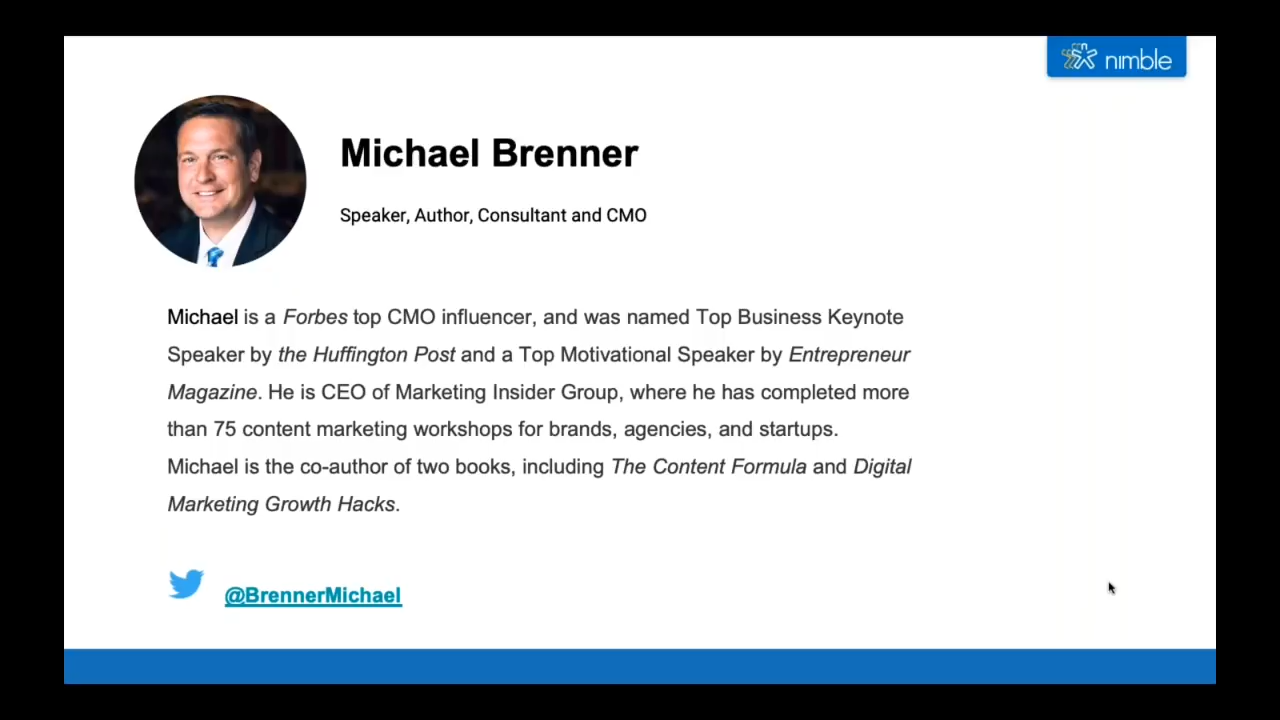 nimble
Michael Brenner
Speaker, Author, Consultant and CMO
Michael is a Forbes top CMO influencer, and was named Top Business Keynote
Speaker by the Huffington Post and a Top Motivational Speaker by Entrepreneur
Magazine. He is CEO of Marketing Insider Group, where he has completed more
than 75 content marketing workshops for brands, agencies, and startups.
Michael is the co-author of two books, including The Content Formula and Digital
Marketing Growth Hacks.
@BrennerMichael